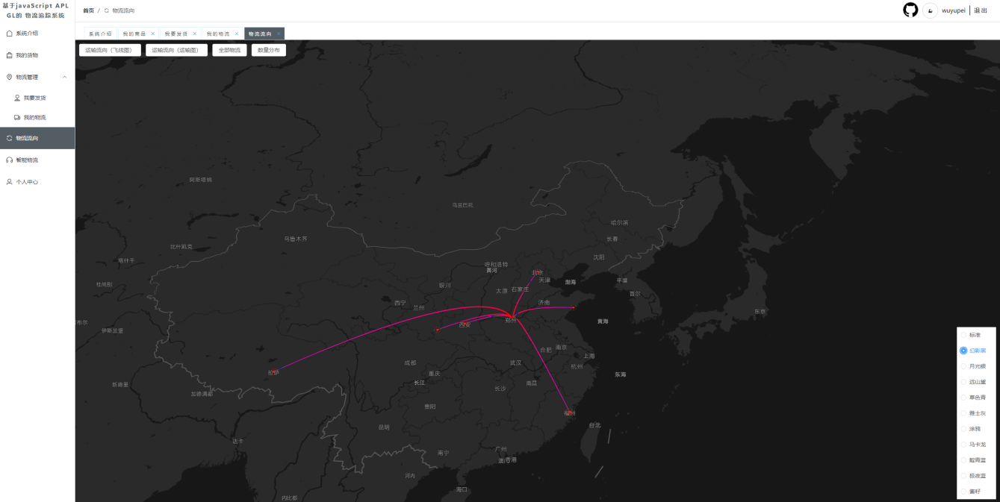 基于javaScript APL
GL的 物流追踪系统
首页 / 物流流向
wuyupei | 退出
系统介绍
我的货物
物流管理
我要发货
我的物流
物流流向
智能物流
个人中心
系统介绍 我的商品 × 我要发货 × 我的物流 × 物流流向 ×
运输流向（飞线图） 运输流向（运输图） 全部物流 数量分布
阿斯塔纳
乌兰巴托
哈尔滨
乌鲁木齐
长春
比什凯克
沈阳
塔什干
呼和浩特
黄河
北京
天津
渤海
平壤
杜尚别
银川
太原
石家庄
首尔
西宁
兰州
济南
东京
布尔
伊斯兰堡
西安
郑州
黄海
合肥
南京
上海
成都
重庆
武汉
杭州
拉萨
东海
新德里
长江
南昌
加德满都
长沙
贵阳
福州
昆明
台北
达卡
南宁
广州
澳门
香港
河内
海口
内比都
标准
幻影黑
月光银
远山黛
草色青
雅士灰
涂鸦
马卡龙
靛青蓝
极夜蓝
酱籽